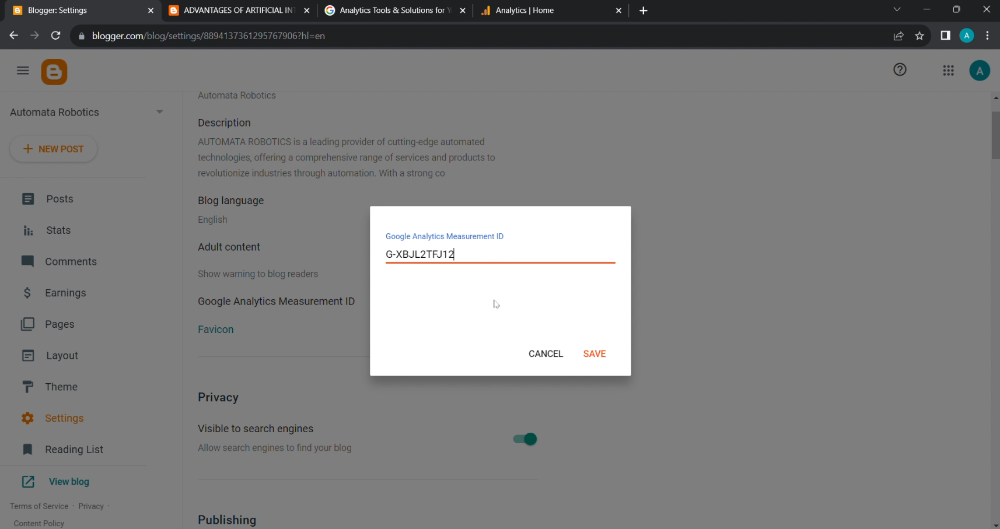 Blogger: Settings
ADVANTAGES OF ARTIFICIAL INT
Analytics Tools & Solutions for Y
Analytics | Home
blogger.com/blog/settings/8894137361295767906?hl=en
A
A
Automata Robotics
NEW POST
Posts
Stats
Comments
Earnings
Pages
Layout
Theme
Settings
Reading List
View blog
Terms of Service · Privacy ·
Content Policy
Automata Robotics
Description
AUTOMATA ROBOTICS is a leading provider of cutting-edge automated
technologies, offering a comprehensive range of services and products to
revolutionize industries through automation. With a strong co
Blog language
English
Adult content
Show warning to blog readers
Google Analytics Measurement ID
Favicon
Privacy
Visible to search engines
Allow search engines to find your blog
Publishing
Google Analytics Measurement ID
G-XBJL2TFJ12
CANCEL SAVE